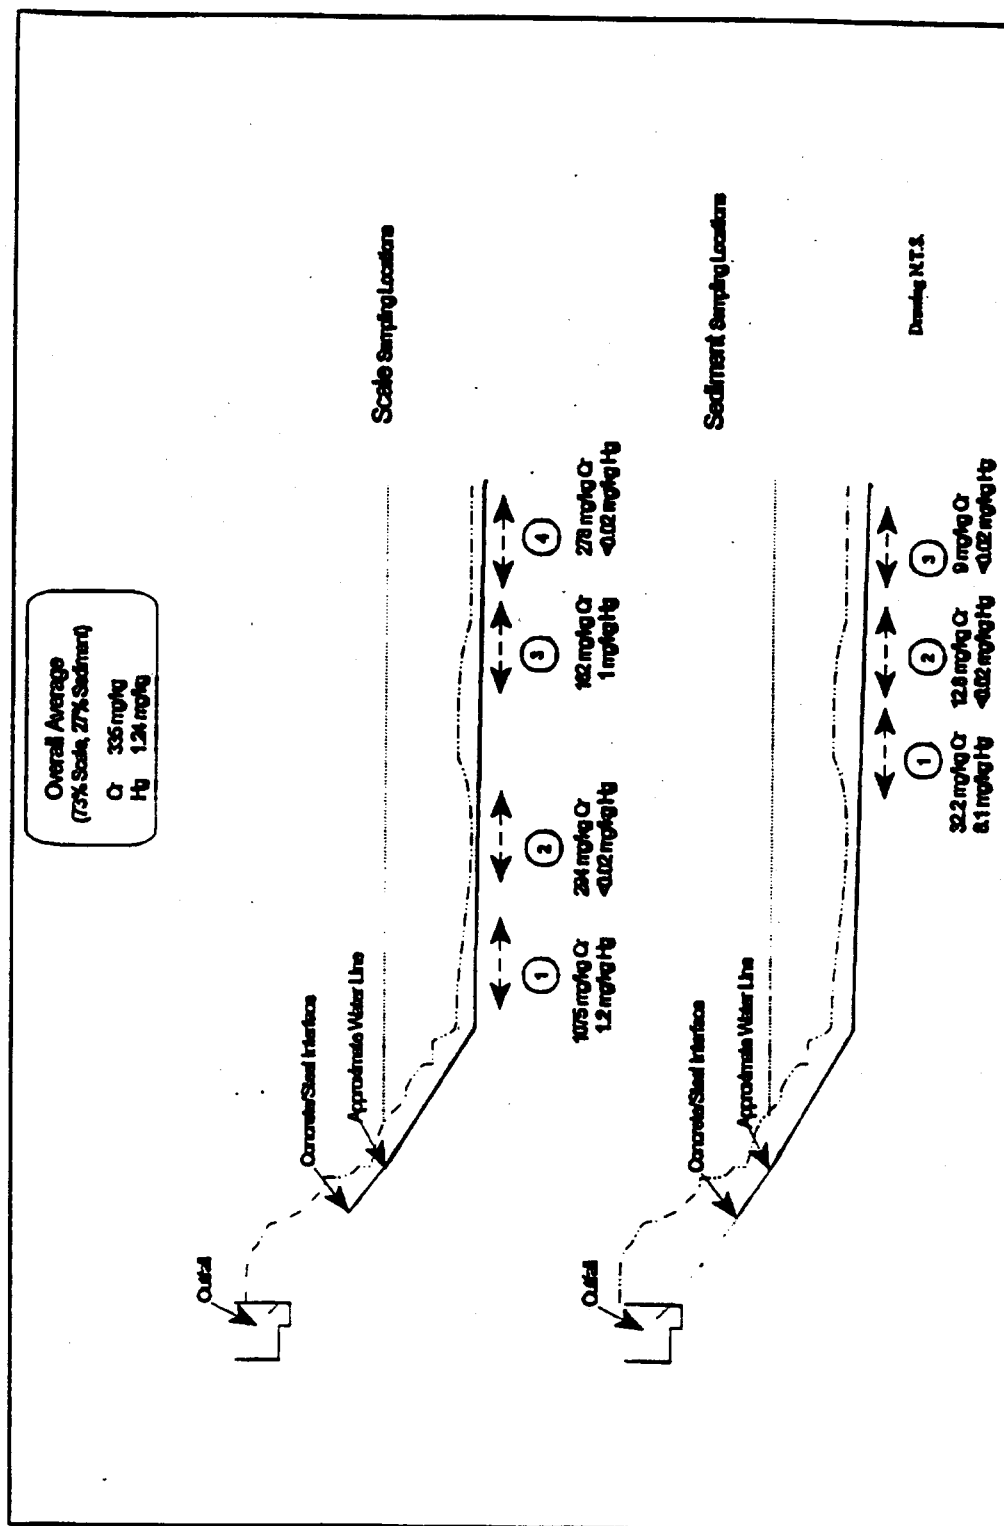 Overall Average
(73% Scale, 27% Sediment)
Cr 335 mg/kg
Hg 1.24 mg/kg
Outfall
Concrete/Steel Interface
Approximate Water Line
Scale Sampling Locations
1
1075 mg/kg Cr
1.2 mg/kg Hg
2
294 mg/kg Cr
<0.02 mg/kg Hg
3
162 mg/kg Cr
1 mg/kg Hg
4
278 mg/kg Cr
<0.02 mg/kg Hg
Outfall
Concrete/Steel Interface
Approximate Water Line
Sediment Sampling Locations
1
32.2 mg/kg Cr
8.1 mg/kg Hg
2
12.8 mg/kg Cr
<0.02 mg/kg Hg
3
9 mg/kg Cr
<0.02 mg/kg Hg
Drawing N.T.S.